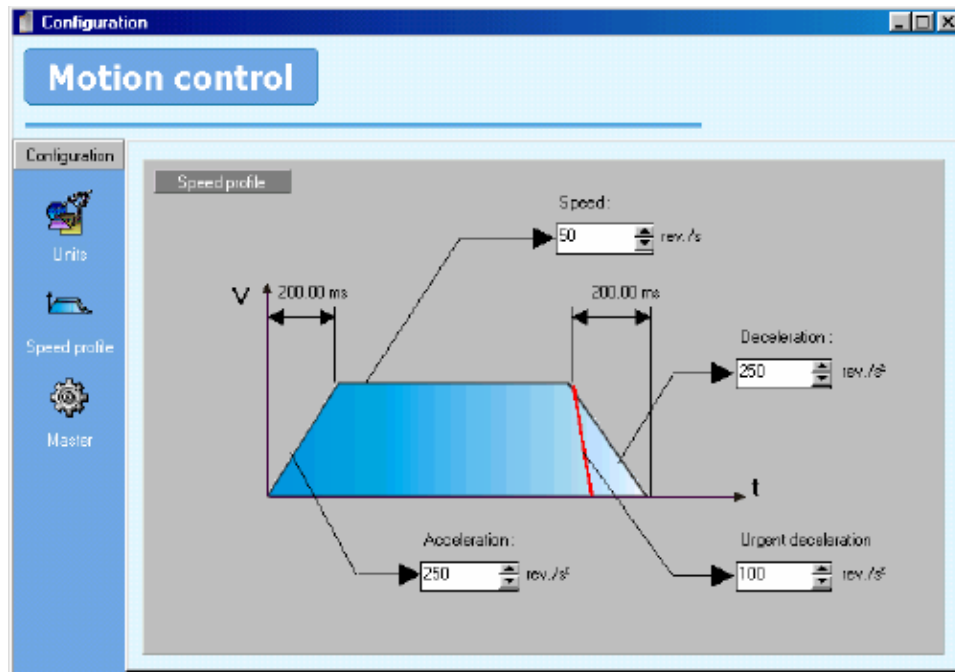 Configuration
Motion control
Configuration
Units
Speed profile
Master
Speed profile
Speed :
50 rev./s
V
200.00 ms
200.00 ms
Deceleration :
250 rev./s²
t
Acceleration :
250 rev./s²
Urgent deceleration
100 rev./s²